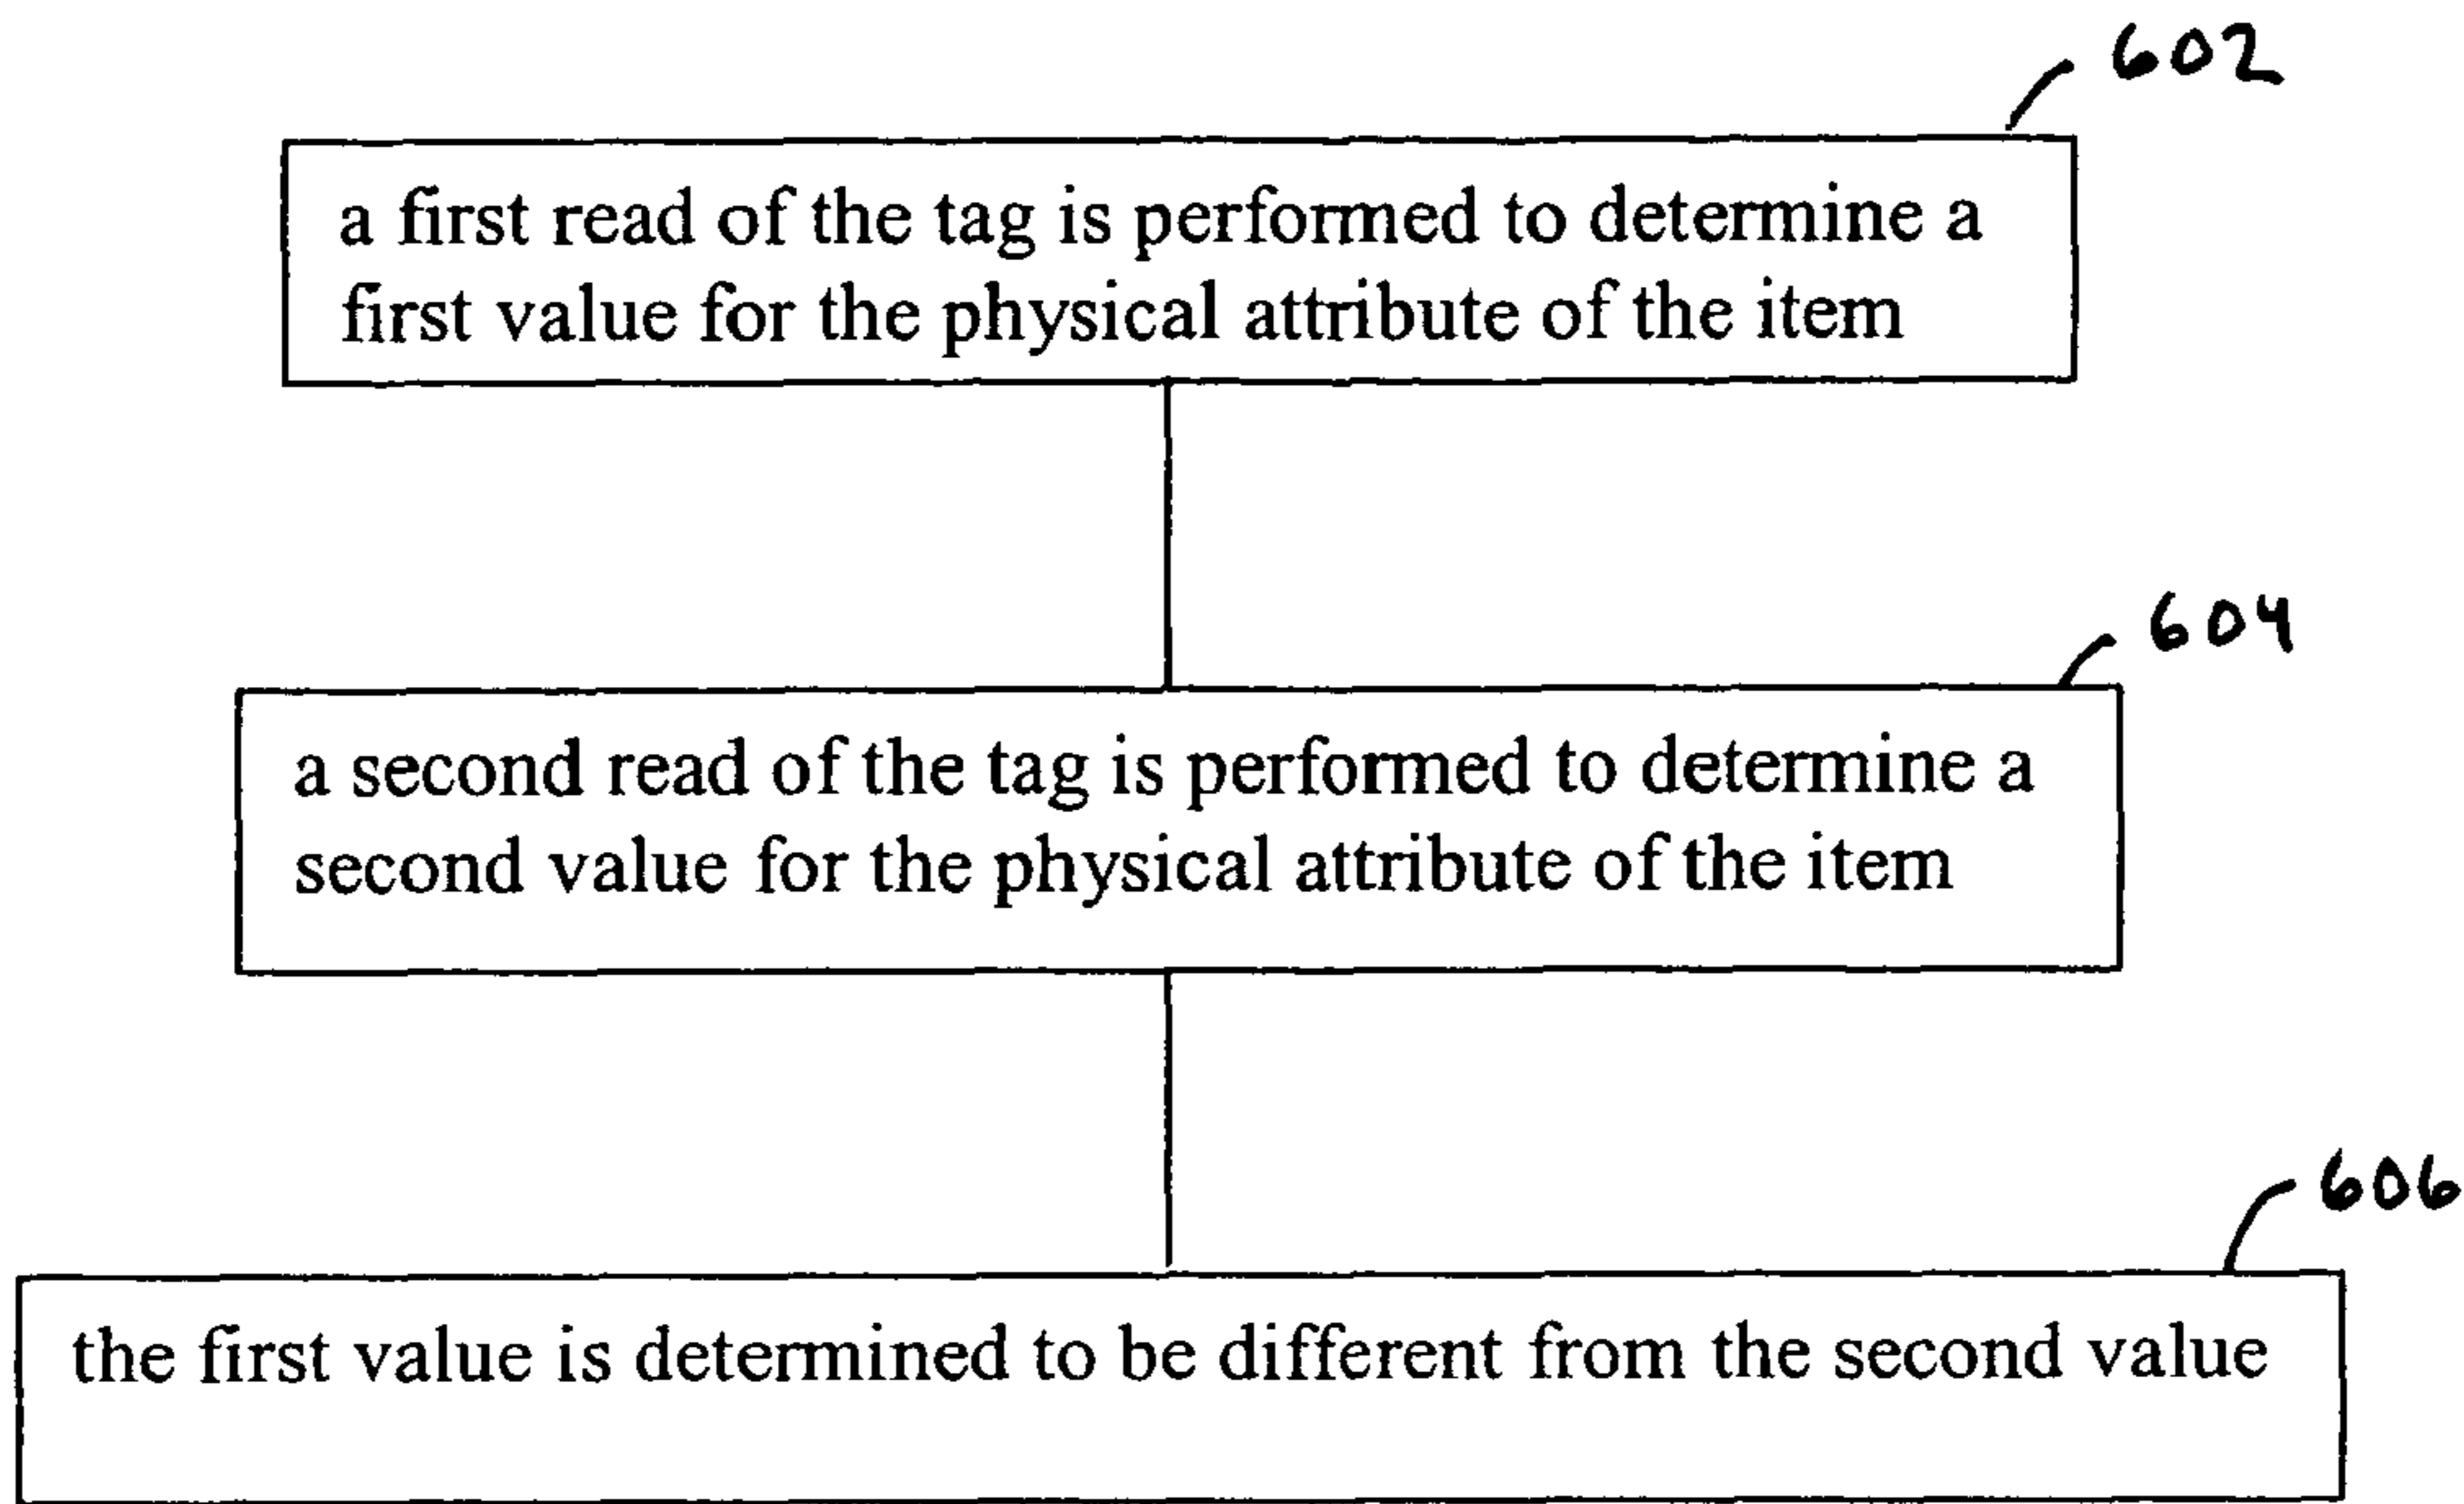 602
a first read of the tag is performed to determine a
first value for the physical attribute of the item
604
a second read of the tag is performed to determine a
second value for the physical attribute of the item
606
the first value is determined to be different from the second value